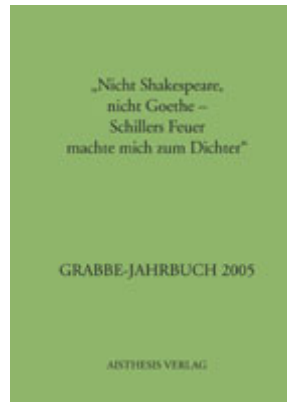 „Nicht Shakespeare,
nicht Goethe –
Schillers Feuer
machte mich zum Dichter“
GRABBE-JAHRBUCH 2005
AISTHESIS VERLAG